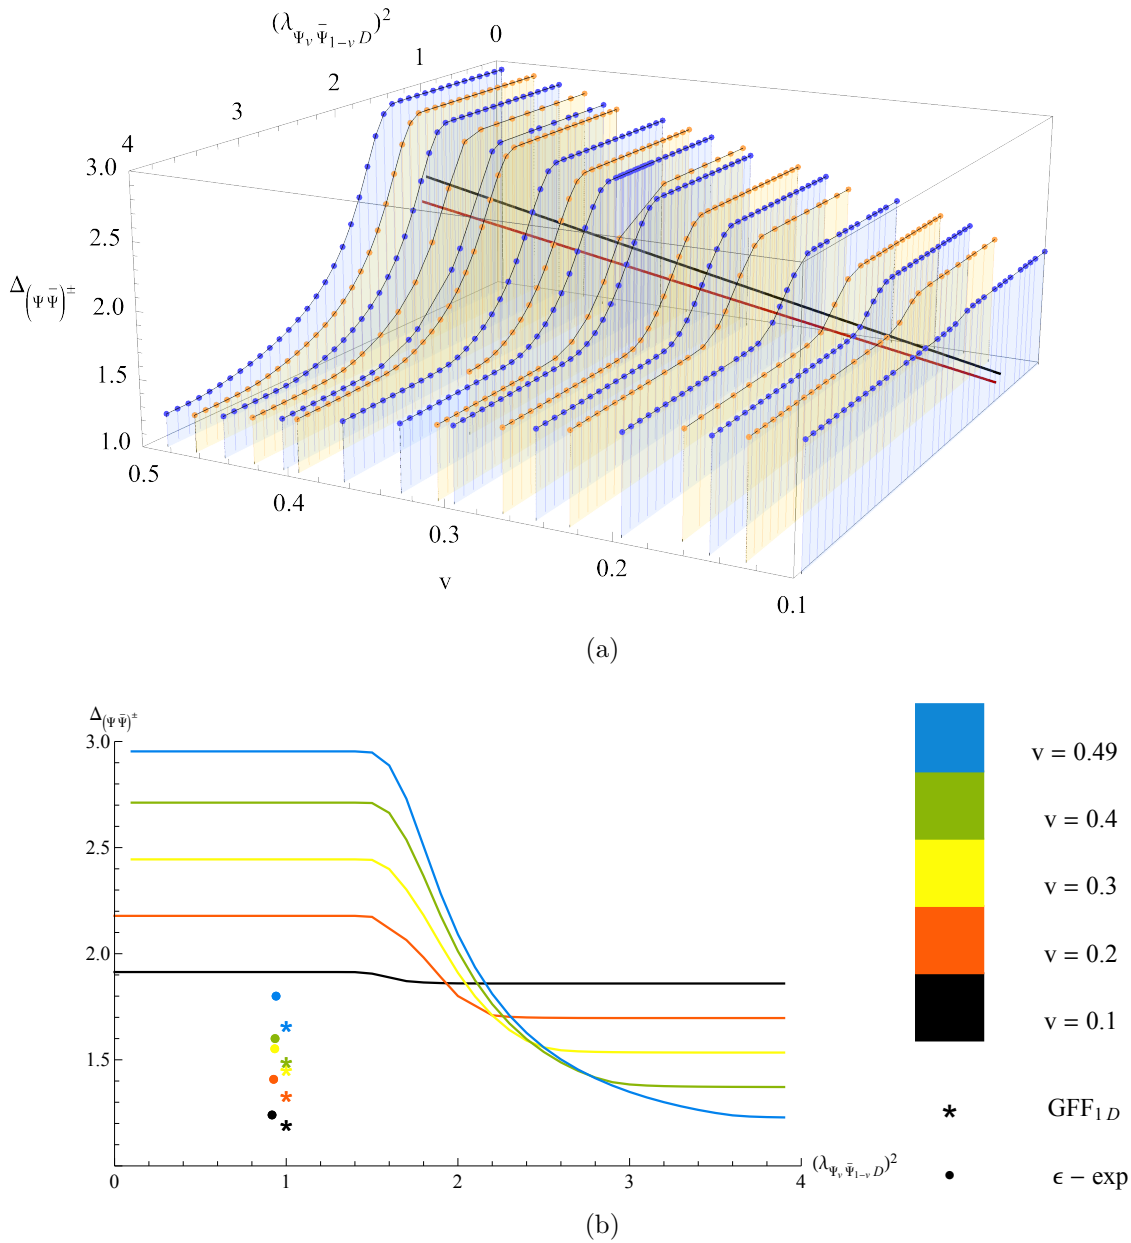 (λ_{Ψ_v Ψ̄_{1−v} D})^2
0
1
2
3
4
3.0
2.5
Δ_{(ΨΨ̄)^±}
2.0
1.5
1.0
0.5
0.4
0.3
0.2
0.1
v
(a)
Δ_{(ΨΨ̄)^±}
3.0
2.5
2.0
1.5
0 1 2 3 4
(λ_{Ψ_v Ψ̄_{1−v} D})^2
v = 0.49
v = 0.4
v = 0.3
v = 0.2
v = 0.1
* GFF_{1D}
• ϵ − exp
(b)